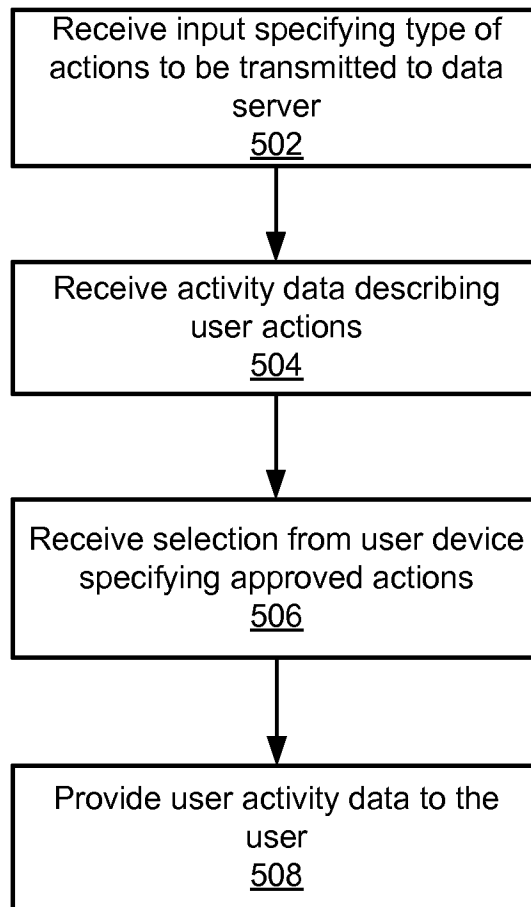 Receive input specifying type of
actions to be transmitted to data
server
502
Receive activity data describing
user actions
504
Receive selection from user device
specifying approved actions
506
Provide user activity data to the
user
508